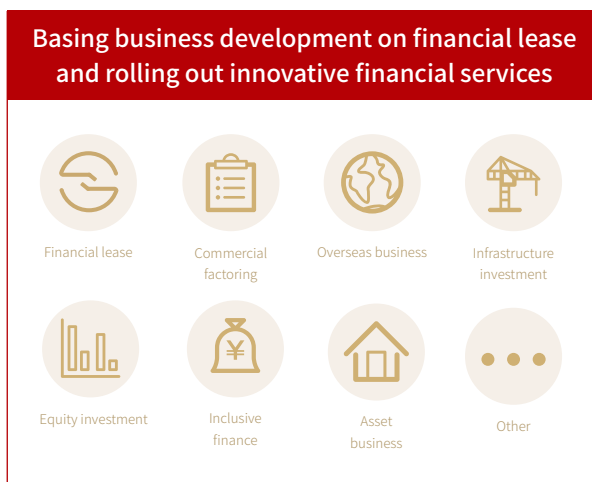 Basing business development on financial lease
and rolling out innovative financial services
Financial lease
Commercial
factoring
Overseas business
Infrastructure
investment
¥
Equity investment
Inclusive
finance
Asset
business
Other